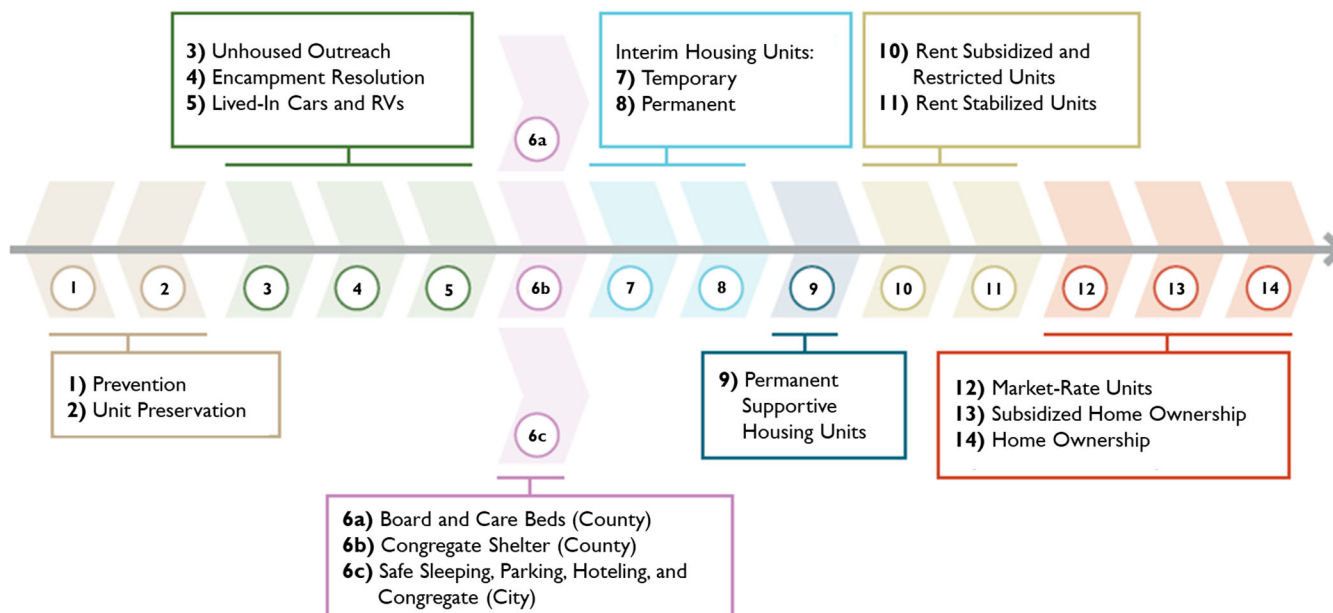 3) Unhoused Outreach
4) Encampment Resolution
5) Lived-In Cars and RVs
Interim Housing Units:
7) Temporary
8) Permanent
10) Rent Subsidized and
Restricted Units
11) Rent Stabilized Units
6a
1
2
3
4
5
6b
7
8
9
10
11
12
13
14
1) Prevention
2) Unit Preservation
6c
9) Permanent
Supportive
Housing Units
12) Market-Rate Units
13) Subsidized Home Ownership
14) Home Ownership
6a) Board and Care Beds (County)
6b) Congregate Shelter (County)
6c) Safe Sleeping, Parking, Hoteling, and
Congregate (City)